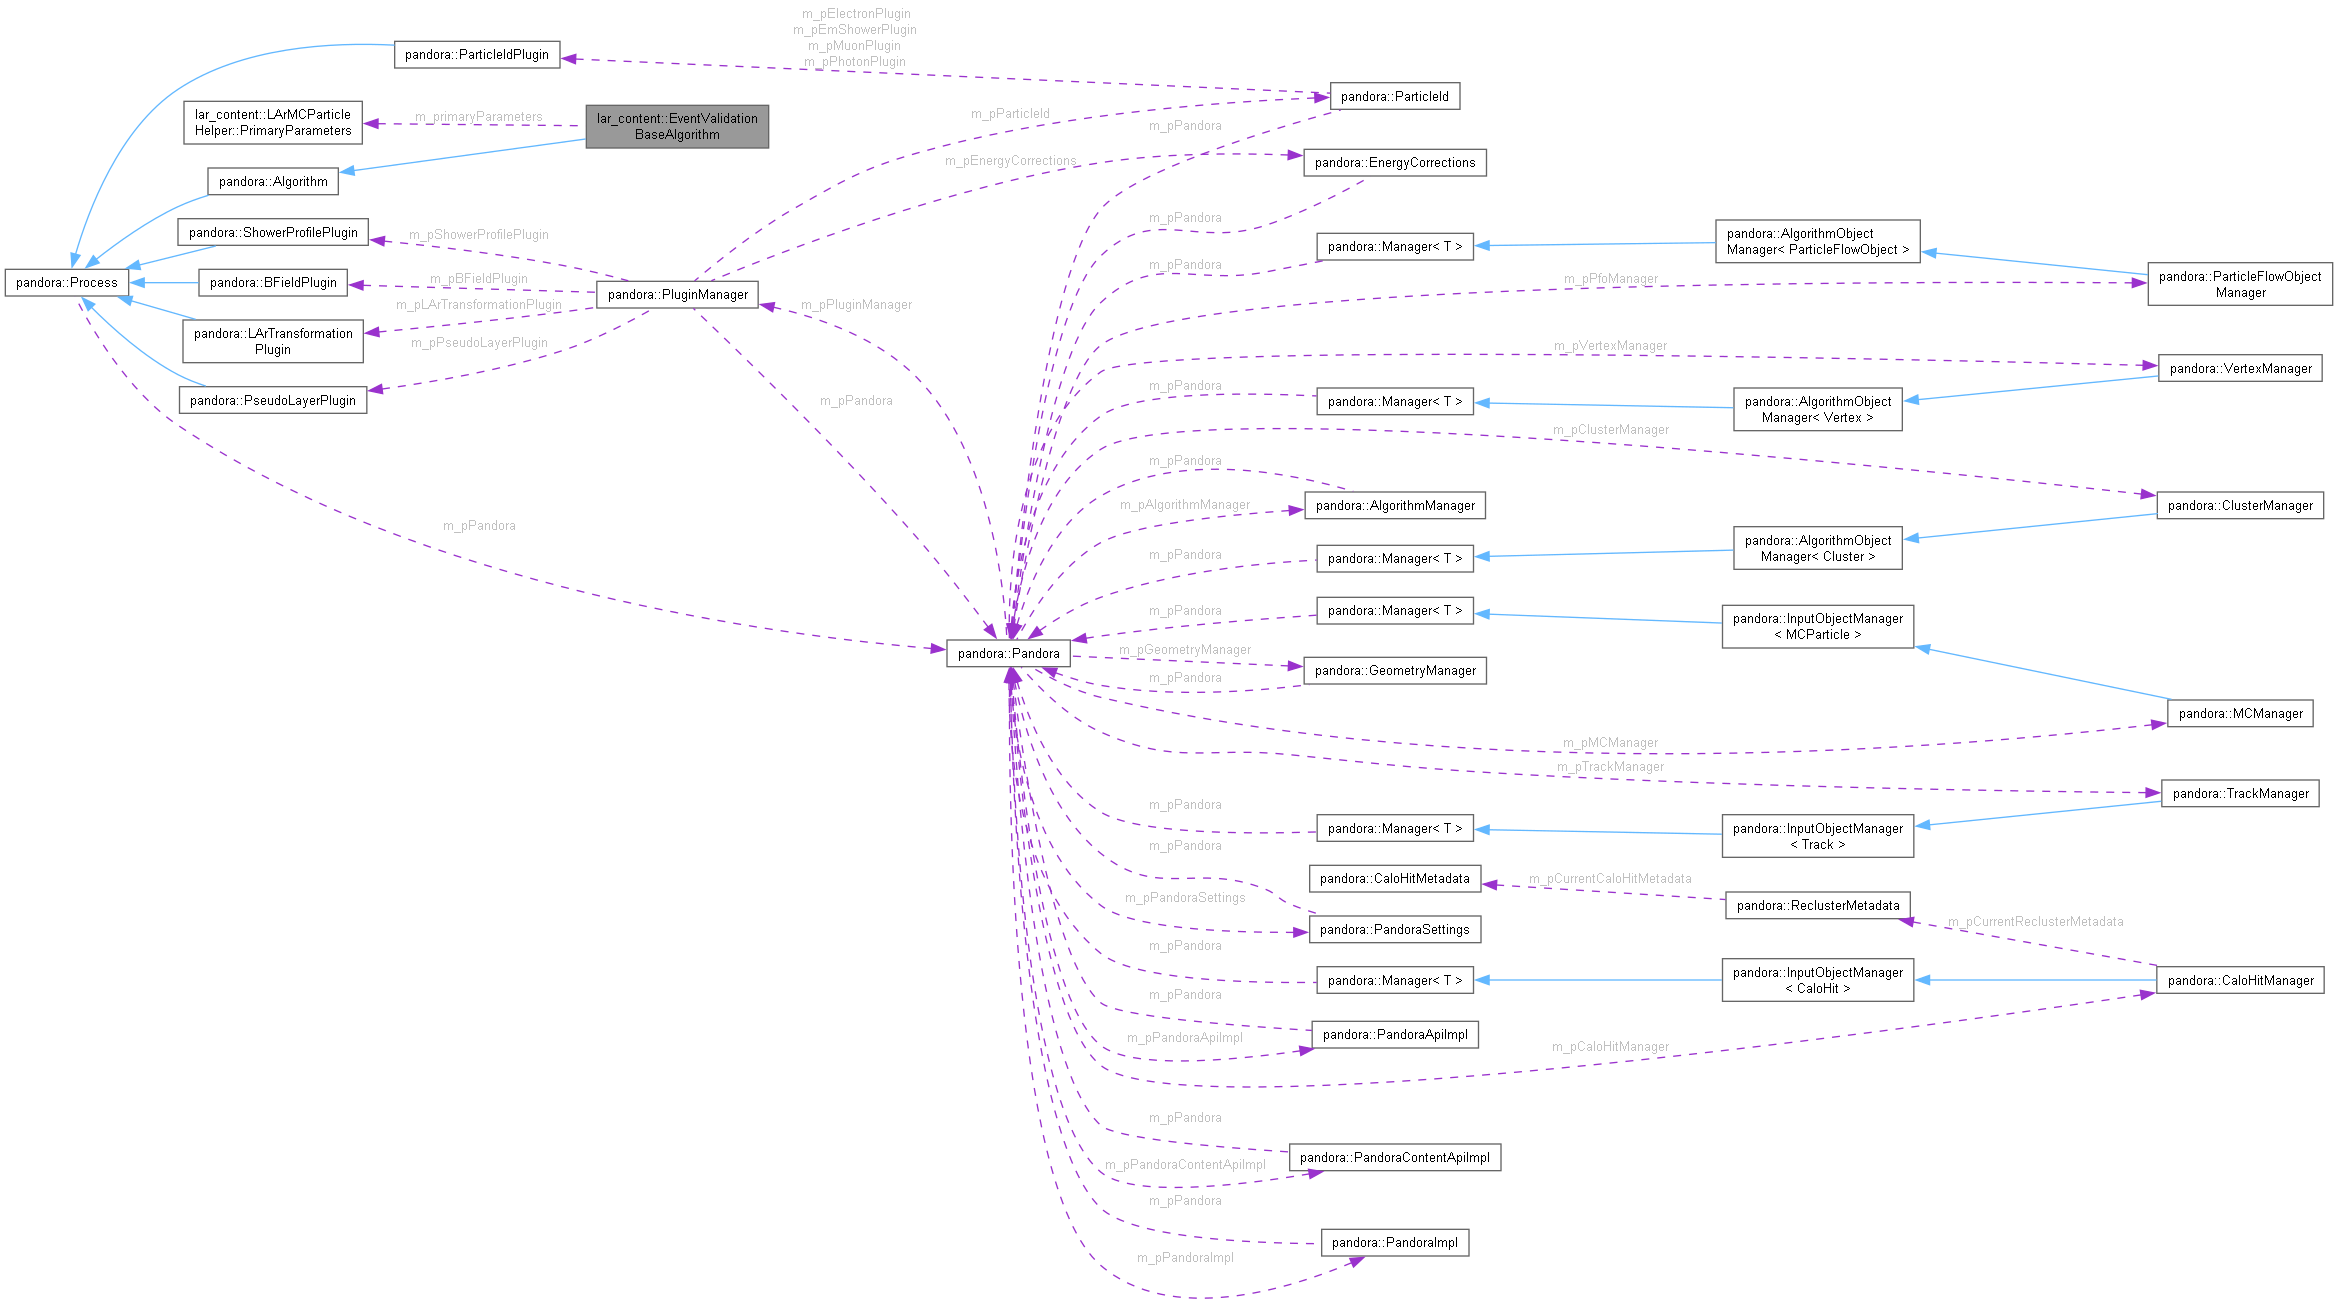 m_pElectronPlugin
m_pEmShowerPlugin
m_pMuonPlugin
m_pPhotonPlugin
pandora::ParticleIdPlugin
pandora::ParticleId
lar_content::LArMCParticle
Helper::PrimaryParameters
m_primaryParameters
lar_content::EventValidation
BaseAlgorithm
m_pParticleId
m_pPandora
m_pEnergyCorrections
pandora::EnergyCorrections
pandora::Algorithm
m_pPandora
pandora::ShowerProfilePlugin
m_pShowerProfilePlugin
pandora::Manager< T >
pandora::AlgorithmObject
Manager< ParticleFlowObject >
m_pPandora
pandora::Process
pandora::BFieldPlugin
m_pBFieldPlugin
pandora::PluginManager
m_pPfoManager
pandora::ParticleFlowObject
Manager
m_pLArTransformationPlugin
m_pPluginManager
pandora::LArTransformation
Plugin
m_pPseudoLayerPlugin
m_pVertexManager
pandora::VertexManager
m_pPandora
pandora::PseudoLayerPlugin
m_pPandora
pandora::Manager< T >
pandora::AlgorithmObject
Manager< Vertex >
m_pClusterManager
m_pPandora
m_pAlgorithmManager
pandora::AlgorithmManager
pandora::ClusterManager
m_pPandora
m_pPandora
pandora::Manager< T >
pandora::AlgorithmObject
Manager< Cluster >
m_pPandora
pandora::Manager< T >
pandora::InputObjectManager
< MCParticle >
pandora::Pandora
m_pGeometryManager
m_pPandora
pandora::GeometryManager
pandora::MCManager
m_pMCManager
m_pTrackManager
pandora::TrackManager
m_pPandora
pandora::Manager< T >
pandora::InputObjectManager
< Track >
m_pPandora
pandora::CaloHitMetadata
m_pCurrentCaloHitMetadata
pandora::ReclusterMetadata
m_pPandoraSettings
pandora::PandoraSettings
m_pCurrentReclusterMetadata
m_pPandora
pandora::Manager< T >
pandora::InputObjectManager
< CaloHit >
pandora::CaloHitManager
m_pPandora
m_pPandoraApiImpl
pandora::PandoraApiImpl
m_pCaloHitManager
m_pPandora
m_pPandoraContentApiImpl
pandora::PandoraContentApiImpl
m_pPandora
pandora::PandoraImpl
m_pPandoraImpl